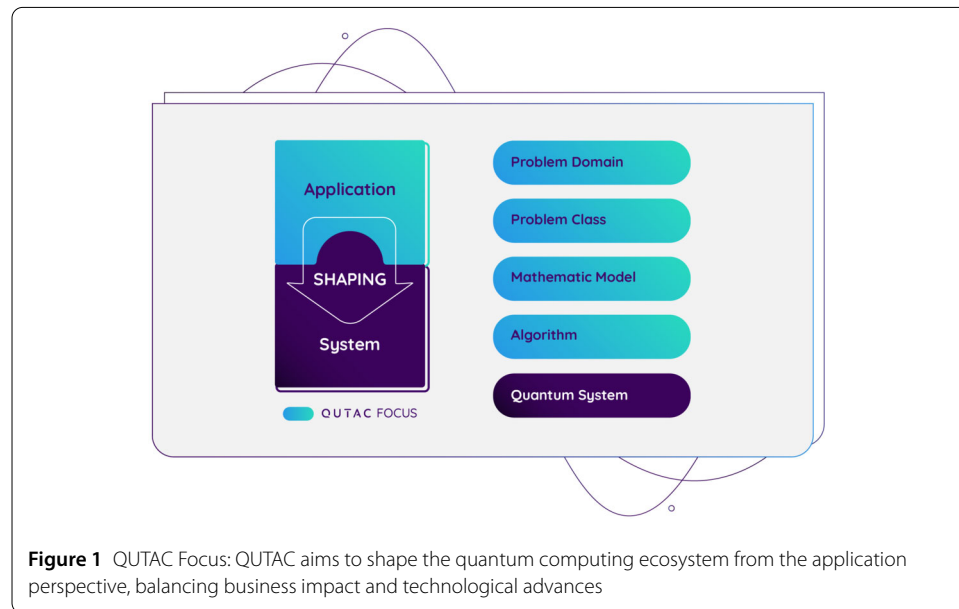 Application
SHAPING
System
QUTAC FOCUS
Problem Domain
Problem Class
Mathematic Model
Algorithm
Quantum System
Figure 1 QUTAC Focus: QUTAC aims to shape the quantum computing ecosystem from the application
perspective, balancing business impact and technological advances